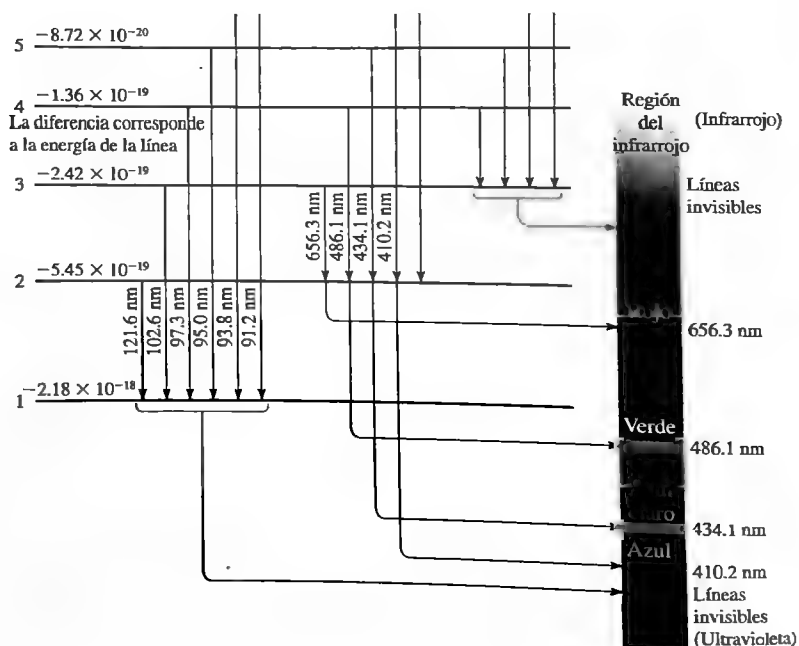 5 −8.72 × 10⁻²⁰
4 −1.36 × 10⁻¹⁹
La diferencia corresponde
a la energía de la línea
3 −2.42 × 10⁻¹⁹
2 −5.45 × 10⁻¹⁹
1 −2.18 × 10⁻¹⁸
121.6 nm
102.6 nm
97.3 nm
95.0 nm
93.8 nm
91.2 nm
656.3 nm
486.1 nm
434.1 nm
410.2 nm
Región
del
infrarrojo
(Infrarrojo)
Líneas
invisibles
656.3 nm
Verde
486.1 nm
claro
434.1 nm
Azul
410.2 nm
Líneas
invisibles
(Ultravioleta)